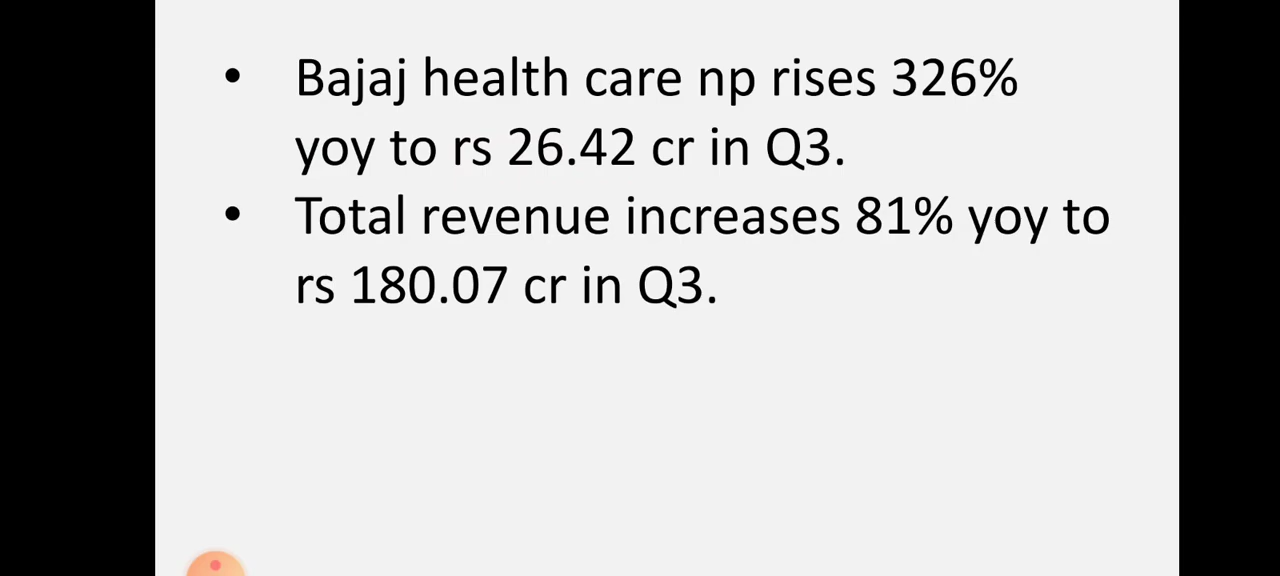 • Bajaj health care np rises 326%
yoy to rs 26.42 cr in Q3.
• Total revenue increases 81% yoy to
rs 180.07 cr in Q3.